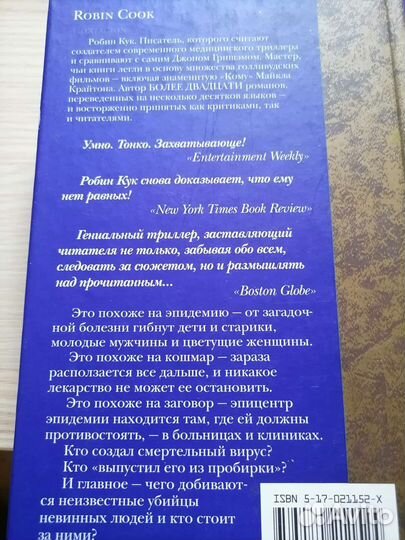 ROBIN COOK
Робин Кук. Писатель, которого считают
создателем современного медицинского триллера
и сравнивают с самим Джоном Гришэмом. Мастер,
чьи книги легли в основу множества голливудских
фильмов – включая знаменитую «Кому» Майкла
Крайтона. Автор БОЛЕЕ ДВАДЦАТИ романов,
переведенных на несколько десятков языков –
и восторженно принятых как критиками, так
и читателями.
Умно. Тонко. Захватывающе!
«Entertainment Weekly»
Робин Кук снова доказывает, что ему
нет равных!
«New York Times Book Review»
Гениальный триллер, заставляющий
читателя не только, забывая обо всем,
следовать за сюжетом, но и размышлять
над прочитанным...
«Boston Globe»
Это похоже на эпидемию – от загадоч-
ной болезни гибнут дети и старики,
молодые мужчины и цветущие женщины.
Это похоже на кошмар – зараза
расползается все дальше, и никакое
лекарство не может ее остановить.
Это похоже на заговор – эпицентр
эпидемии находится там, где ей должны
противостоять, – в больницах и клиниках.
Кто создал смертельный вирус?
Кто «выпустил его из пробирки»?
И главное – чего добивают-
ся неизвестные убийцы
невинных людей и кто стоит
за ними?
ISBN 5-17-021152-X
Avito